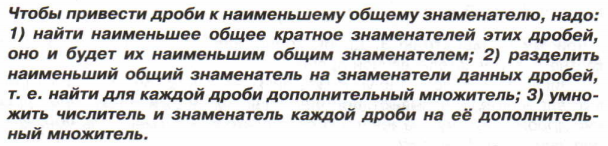 Чтобы привести дроби к наименьшему общему знаменателю, надо:
1) найти наименьшее общее кратное знаменателей этих дробей,
оно и будет их наименьшим общим знаменателем; 2) разделить
наименьший общий знаменатель на знаменатели данных дробей,
т. е. найти для каждой дроби дополнительный множитель; 3) умно-
жить числитель и знаменатель каждой дроби на её дополнитель-
ный множитель.